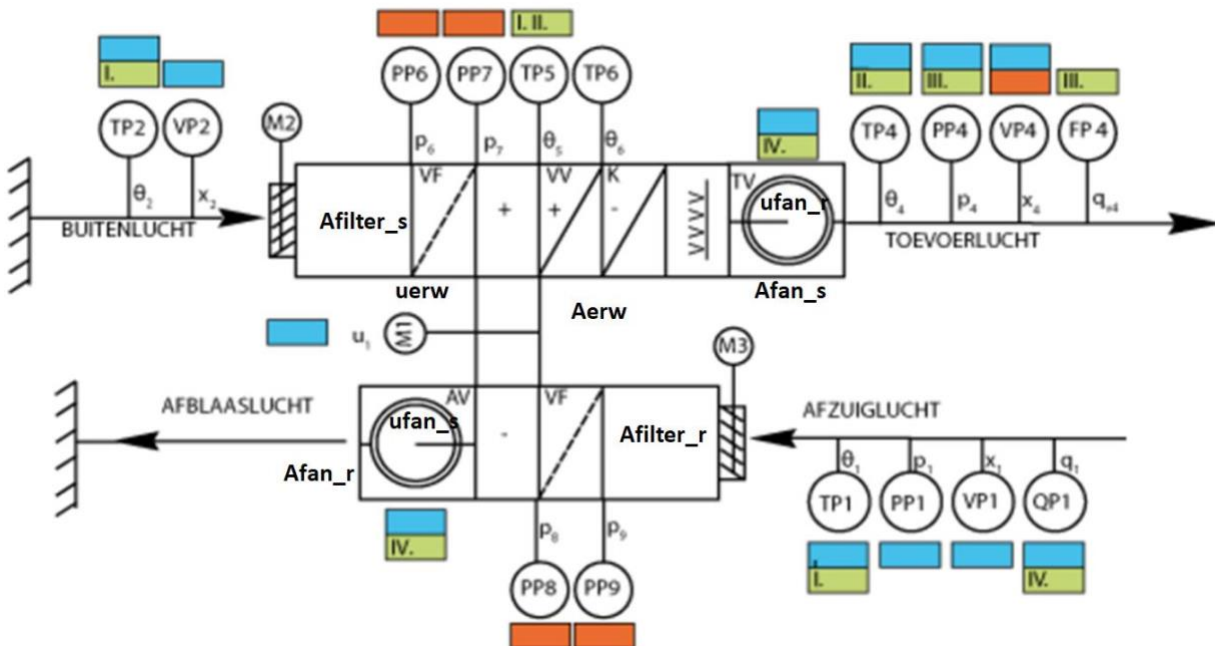 I. II.
I.
II.
III.
III.
PP6
PP7
TP5
TP6
TP2
VP2
M2
IV.
TP4
PP4
VP4
FP 4
p₆
p₇
θ₅
θ₆
θ₂
x₂
VF
VV
K
TV
θ₄
p₄
x₄
BUITENLUCHT
Afilter_s
+
+
-
VVVV
ufan_r
TOEVOERLUCHT
uerw
Aerw
Afan_s
u₁
M1
M3
AFBLAASLUCHT
AV
VF
AFZUIGLUCHT
ufan_s
-
Afilter_r
Afan_r
θ₁
p₁
x₁
q₁
TP1
PP1
VP1
QP1
IV.
p₈
p₉
I.
IV.
PP8
PP9